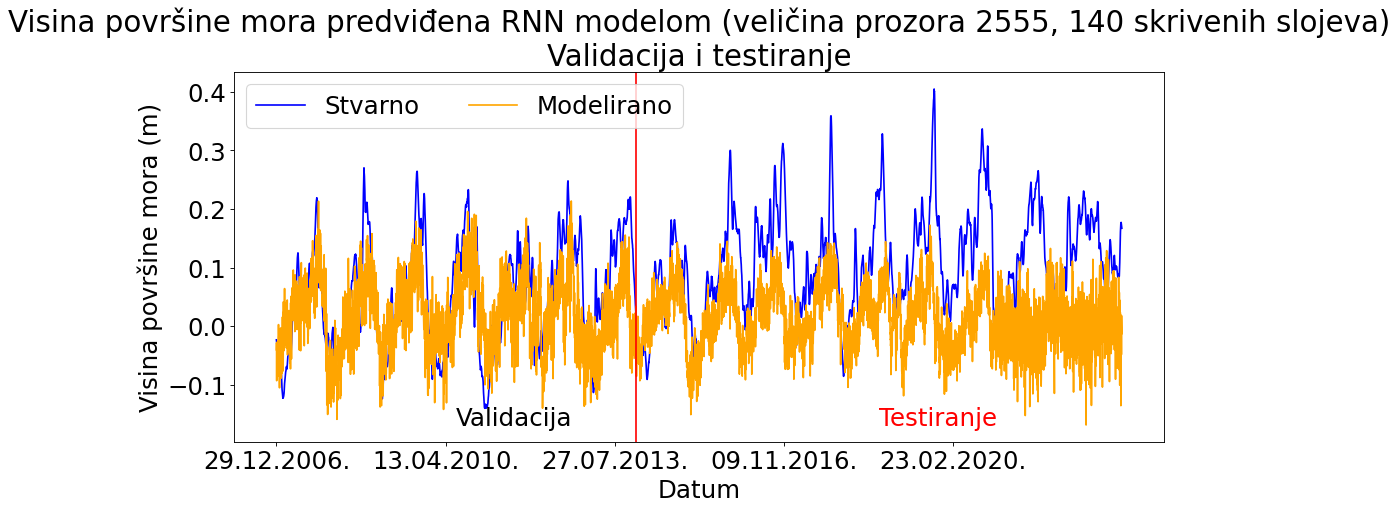 Visina površine mora predviđena RNN modelom (veličina prozora 2555, 140 skrivenih slojeva)
Validacija i testiranje
Stvarno Modelirano
Visina površine mora (m)
0.4
0.3
0.2
0.1
0.0
−0.1
Validacija Testiranje
29.12.2006. 13.04.2010. 27.07.2013. 09.11.2016. 23.02.2020.
Datum